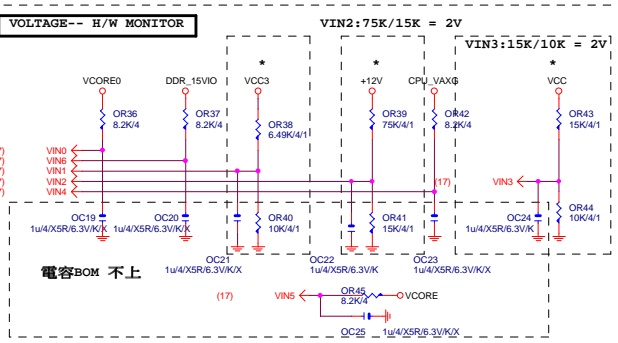 VOLTAGE-- H/W MONITOR
VIN2:75K/15K = 2V
VIN3:15K/10K = 2V
* * *
VCORE0 DDR_15VIO VCC3 +12V CPU_VAXG VCC
OR36 8.2K/4
OR37 8.2K/4
OR38 6.49K/4/1
OR39 75K/4/1
OR42 8.2K/4
OR43 15K/4/1
VIN0
VIN6
VIN1
VIN2
VIN4
(17)
VIN3
OC19 1u/4/X5R/6.3V/K/X
OC20 1u/4/X5R/6.3V/K/X
OR40 10K/4/1
OR41 15K/4/1
OC24 1u/4/X5R/6.3V/K
OR44 10K/4/1
OC21 1u/4/X5R/6.3V/K/X
OC22 1u/4/X5R/6.3V/K
OC23 1u/4/X5R/6.3V/K/X
電容BOM 不上
(17)
VIN5
OR45 8.2K/4
VCORE
OC25 1u/4/X5R/6.3V/K/X